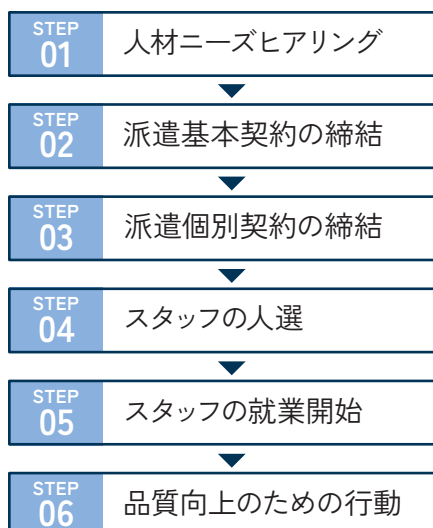 STEP
01
人材ニーズヒアリング
STEP
02
派遣基本契約の締結
STEP
03
派遣個別契約の締結
STEP
04
スタッフの人選
STEP
05
スタッフの就業開始
STEP
06
品質向上のための行動